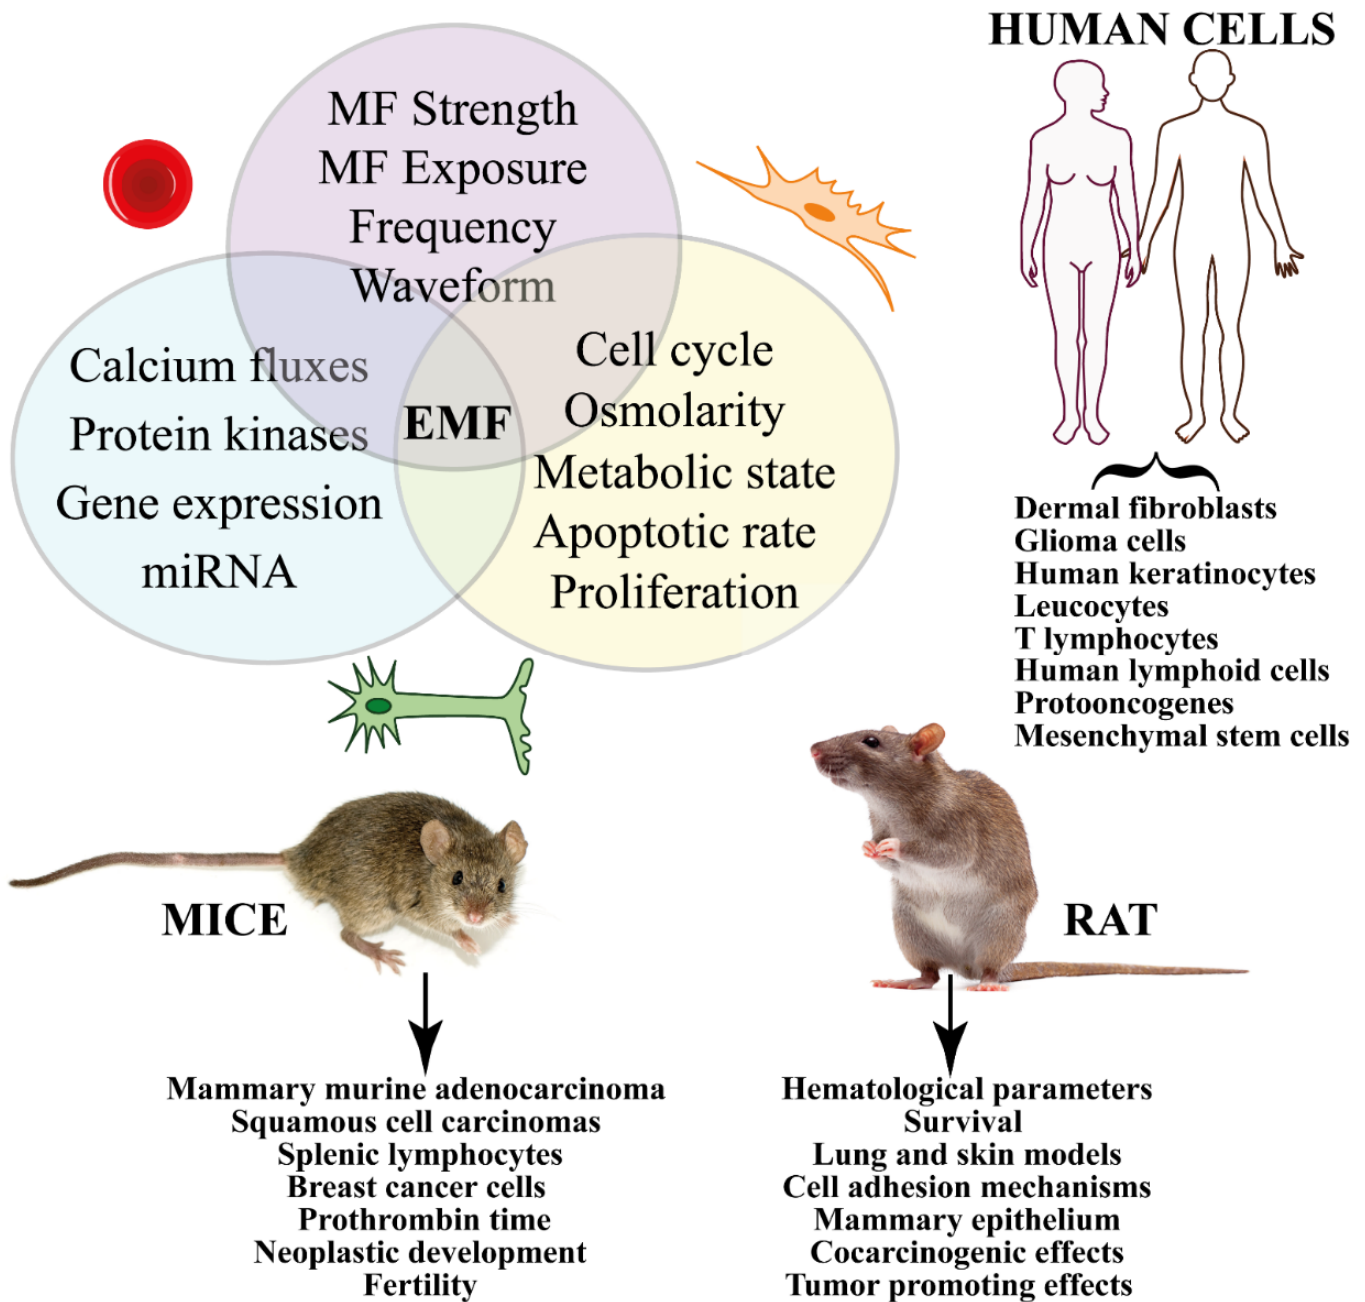 HUMAN CELLS
MF Strength
MF Exposure
Frequency
Waveform
Calcium fluxes
Protein kinases
Gene expression
miRNA
EMF
Cell cycle
Osmolarity
Metabolic state
Apoptotic rate
Proliferation
Dermal fibroblasts
Glioma cells
Human keratinocytes
Leucocytes
T lymphocytes
Human lymphoid cells
Protooncogenes
Mesenchymal stem cells
MICE
Mammary murine adenocarcinoma
Squamous cell carcinomas
Splenic lymphocytes
Breast cancer cells
Prothrombin time
Neoplastic development
Fertility
RAT
Hematological parameters
Survival
Lung and skin models
Cell adhesion mechanisms
Mammary epithelium
Cocarcinogenic effects
Tumor promoting effects